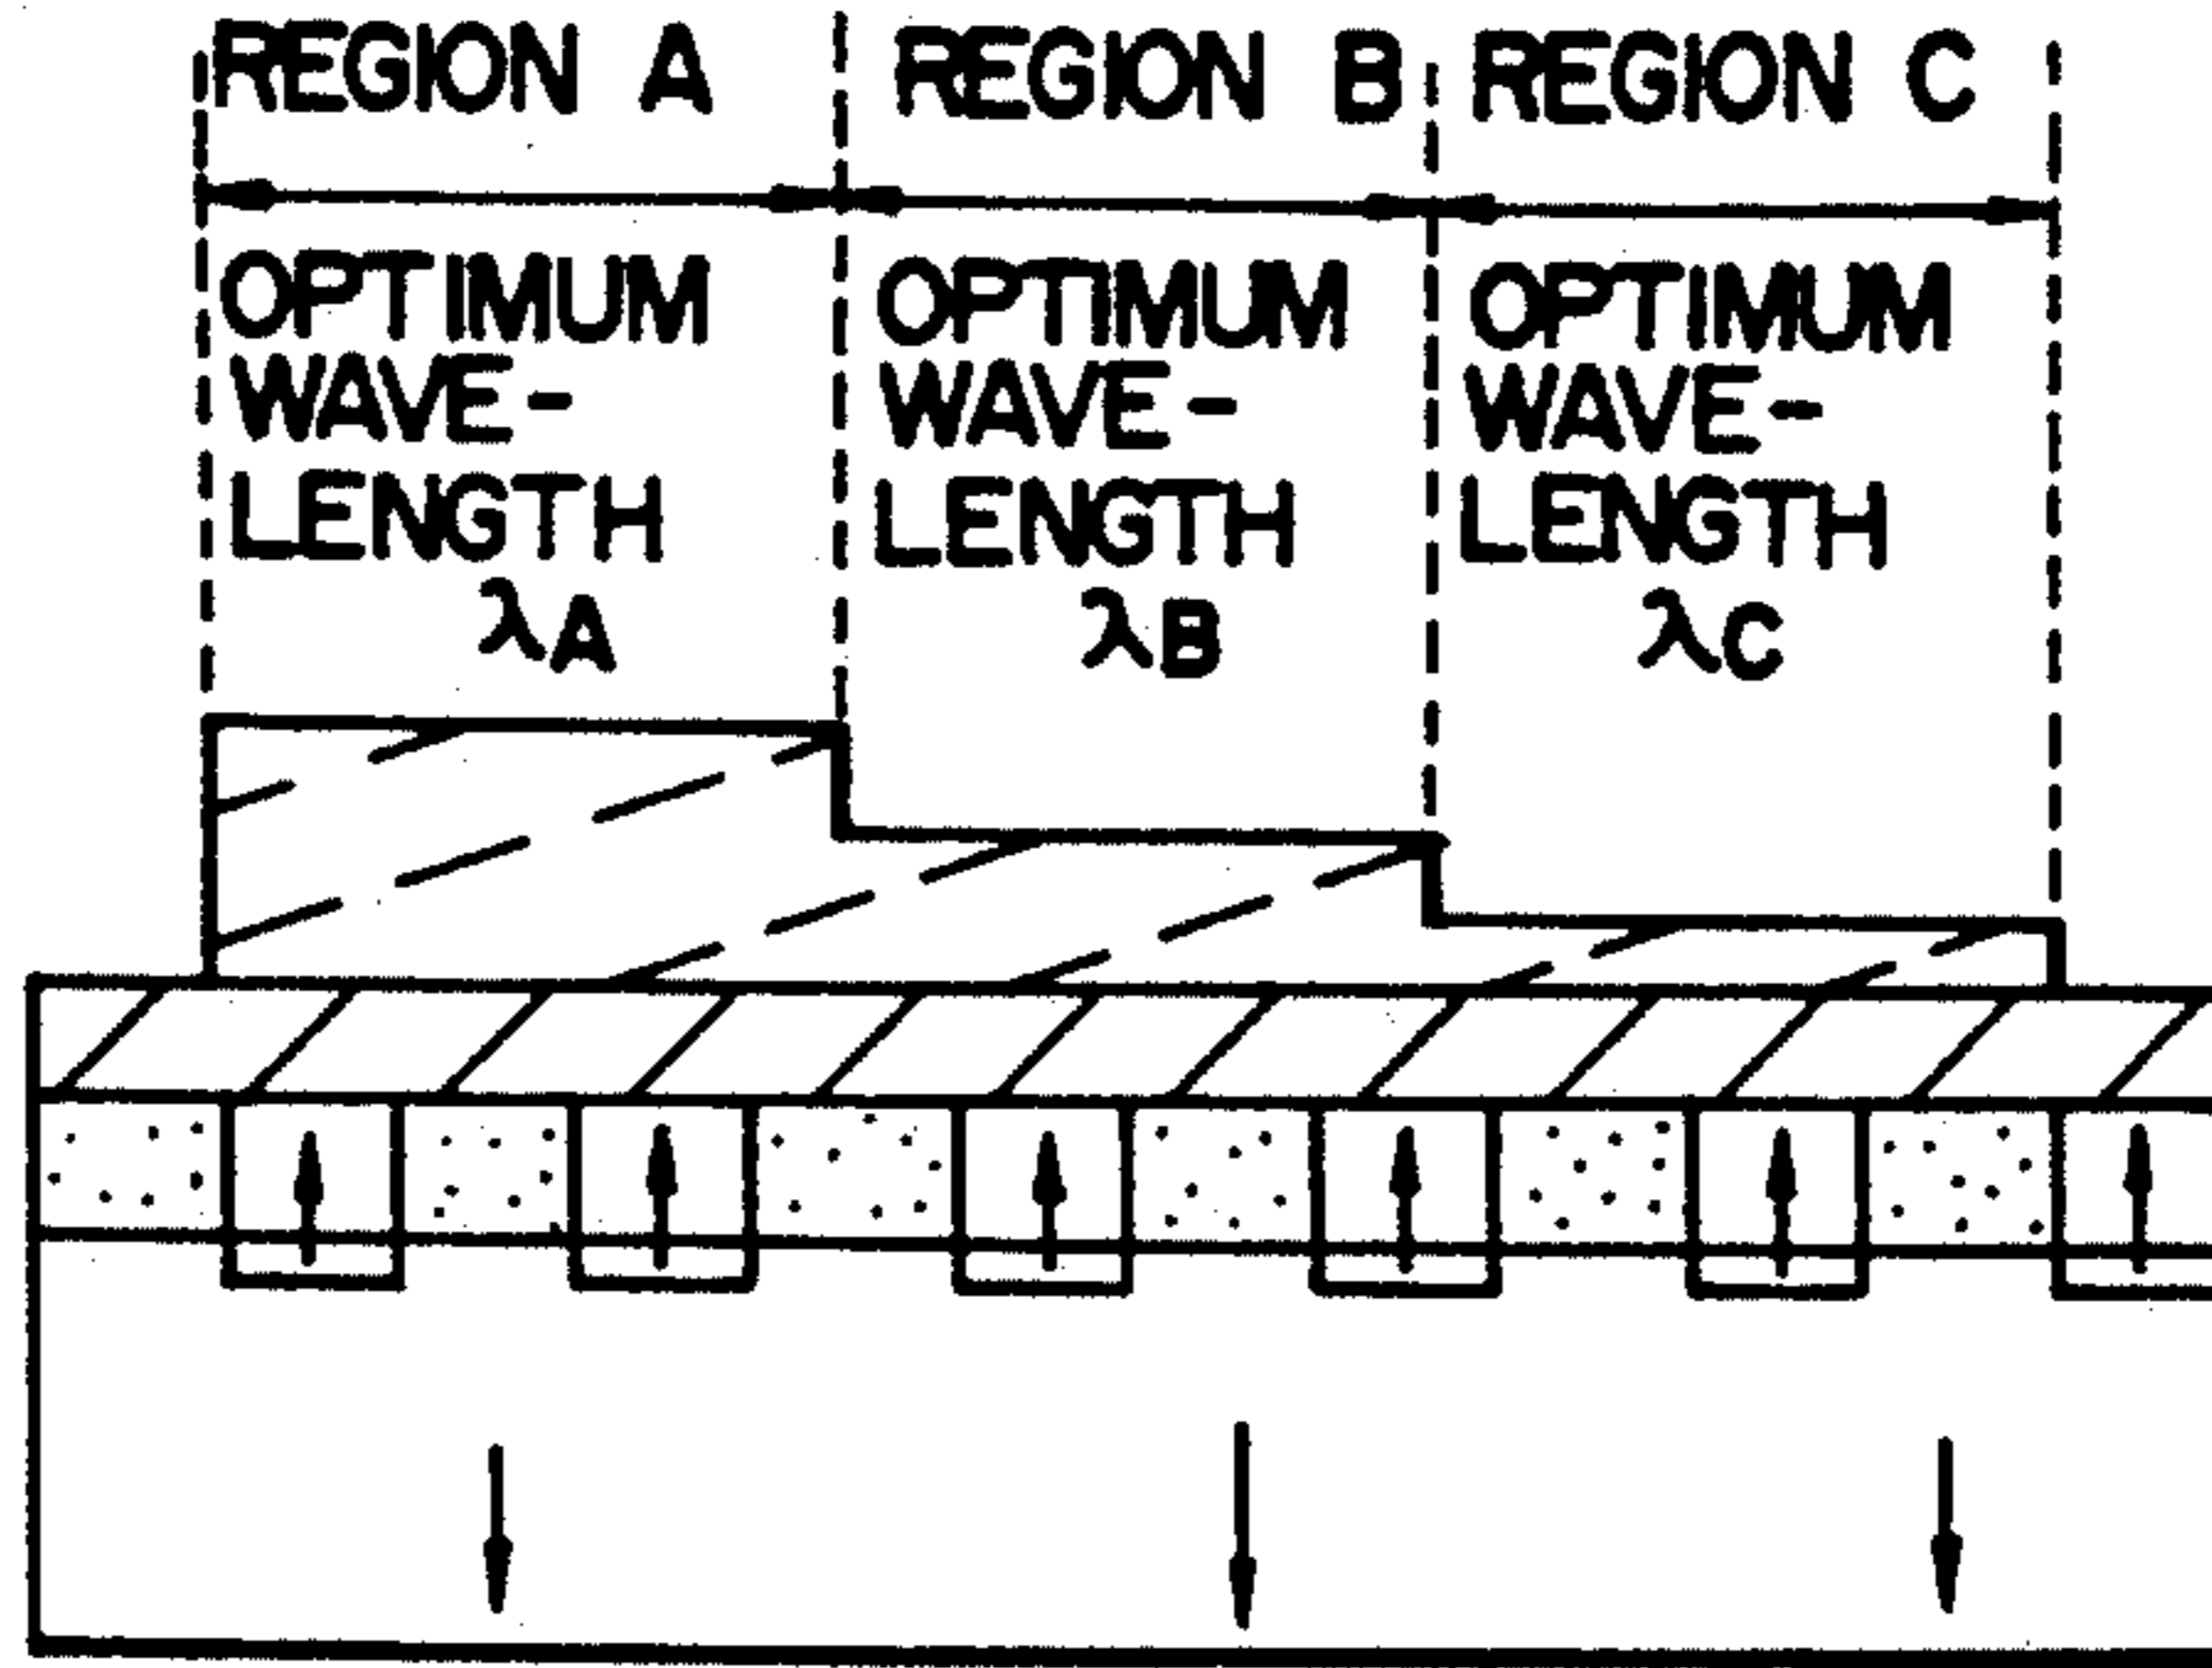 REGION A REGION B REGION C
OPTIMUM OPTIMUM OPTIMUM
WAVE- WAVE- WAVE-
LENGTH LENGTH LENGTH
λA λB λC